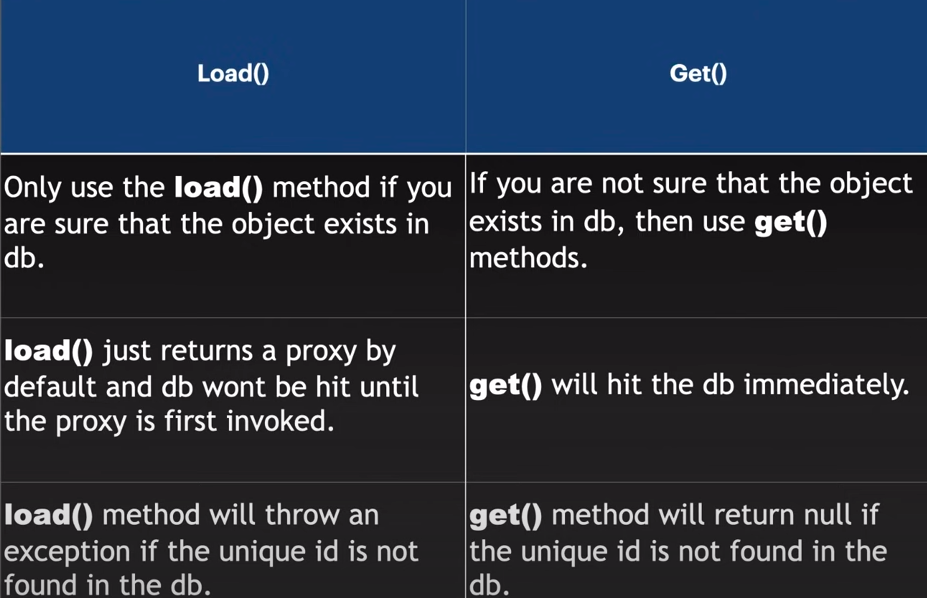 Load()
Get()
Only use the load() method if you
are sure that the object exists in
db.
If you are not sure that the object
exists in db, then use get()
methods.
load() just returns a proxy by
default and db wont be hit until
the proxy is first invoked.
get() will hit the db immediately.
load() method will throw an
exception if the unique id is not
found in the db.
get() method will return null if
the unique id is not found in the
db.